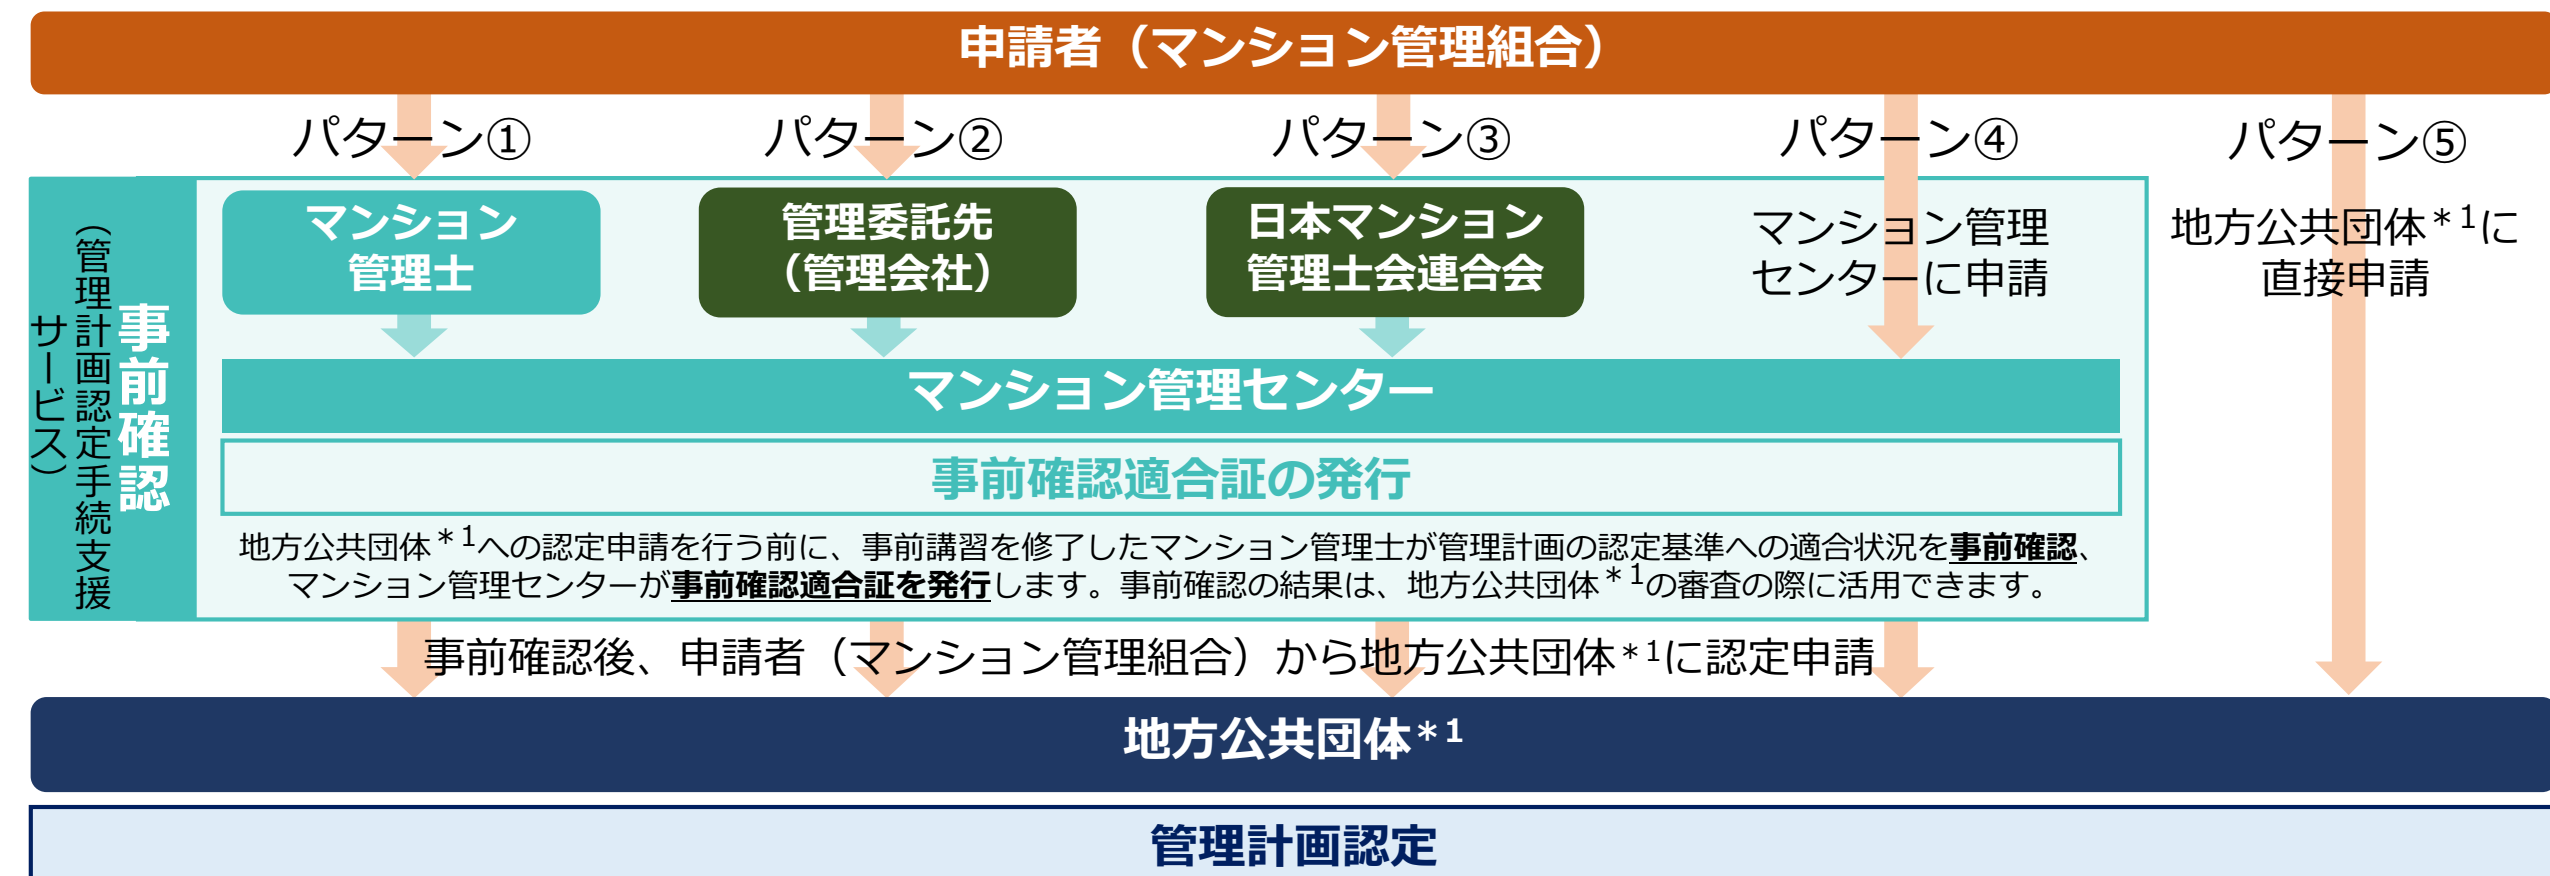 申請者（マンション管理組合）
パターン①
パターン②
パターン③
パターン④
パターン⑤
事前確認
（管理計画認定手続支援
サービス）
マンション
管理士
管理委託先
（管理会社）
日本マンション
管理士会連合会
マンション管理
センターに申請
地方公共団体＊1に
直接申請
マンション管理センター
事前確認適合証の発行
地方公共団体＊1への認定申請を行う前に、事前講習を修了したマンション管理士が管理計画の認定基準への適合状況を事前確認、
マンション管理センターが事前確認適合証を発行します。事前確認の結果は、地方公共団体＊1の審査の際に活用できます。
事前確認後、申請者（マンション管理組合）から地方公共団体＊1に認定申請
地方公共団体＊1
管理計画認定